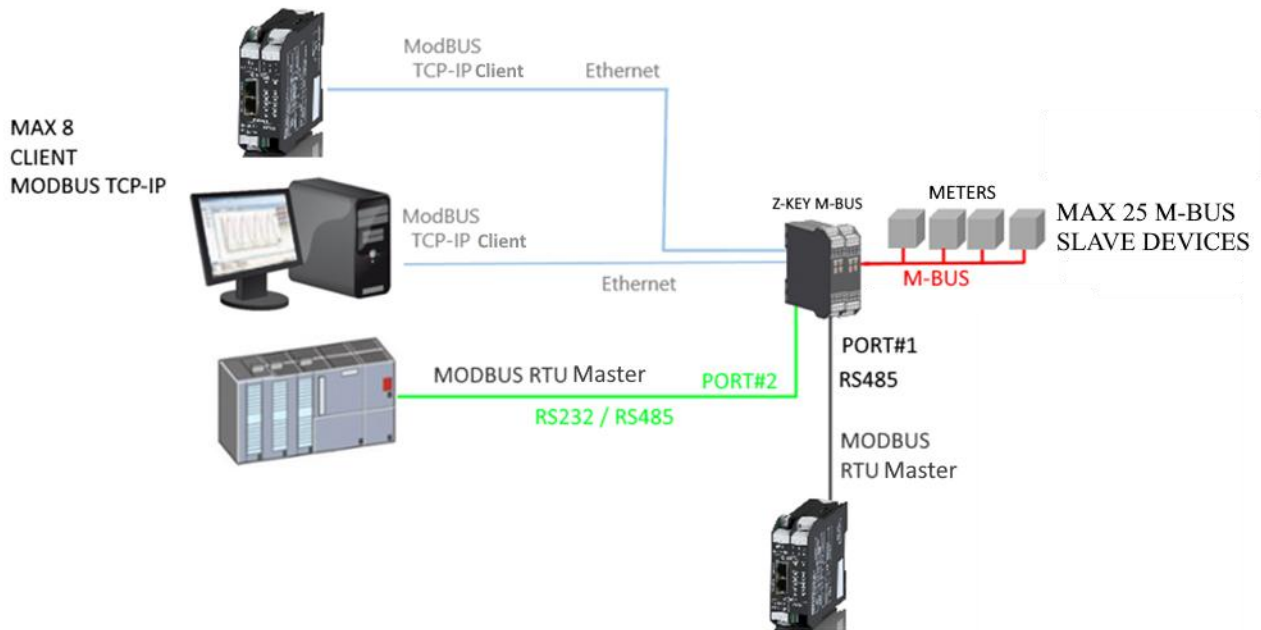 ModBUS
TCP-IP Client
Ethernet
MAX 8
CLIENT
MODBUS TCP-IP
Z-KEY M-BUS
METERS
MAX 25 M-BUS
SLAVE DEVICES
ModBUS
TCP-IP Client
Ethernet
M-BUS
PORT#1
RS485
MODBUS RTU Master
PORT#2
RS232 / RS485
MODBUS
RTU Master